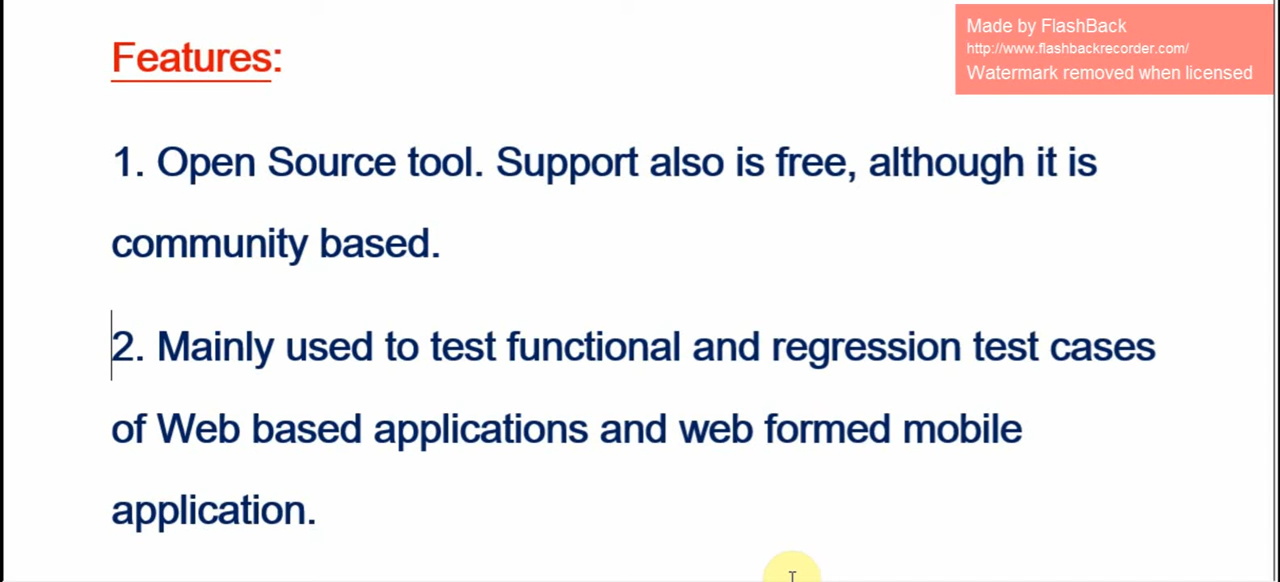 Made by FlashBack
http://www.flashbackrecorder.com/
Watermark removed when licensed
Features:
1. Open Source tool. Support also is free, although it is
community based.
2. Mainly used to test functional and regression test cases
of Web based applications and web formed mobile
application.